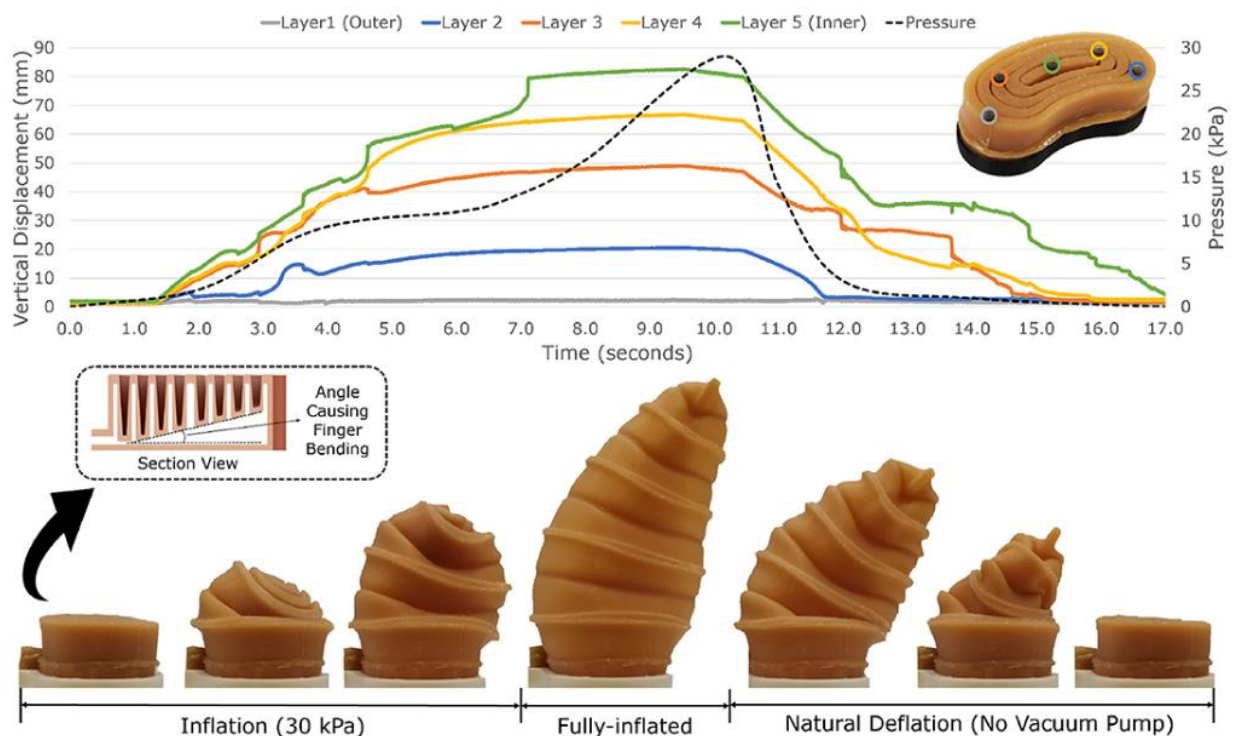 Layer1 (Outer) Layer 2 Layer 3 Layer 4 Layer 5 (Inner) Pressure
Vertical Displacement (mm)
90
80
70
60
50
40
30
20
10
0
30
25
20
15
10
5
0
Pressure (kPa)
0.0 1.0 2.0 3.0 4.0 5.0 6.0 7.0 8.0 9.0 10.0 11.0 12.0 13.0 14.0 15.0 16.0 17.0
Time (seconds)
Angle
Causing
Finger
Bending
Section View
Inflation (30 kPa) Fully-inflated Natural Deflation (No Vacuum Pump)